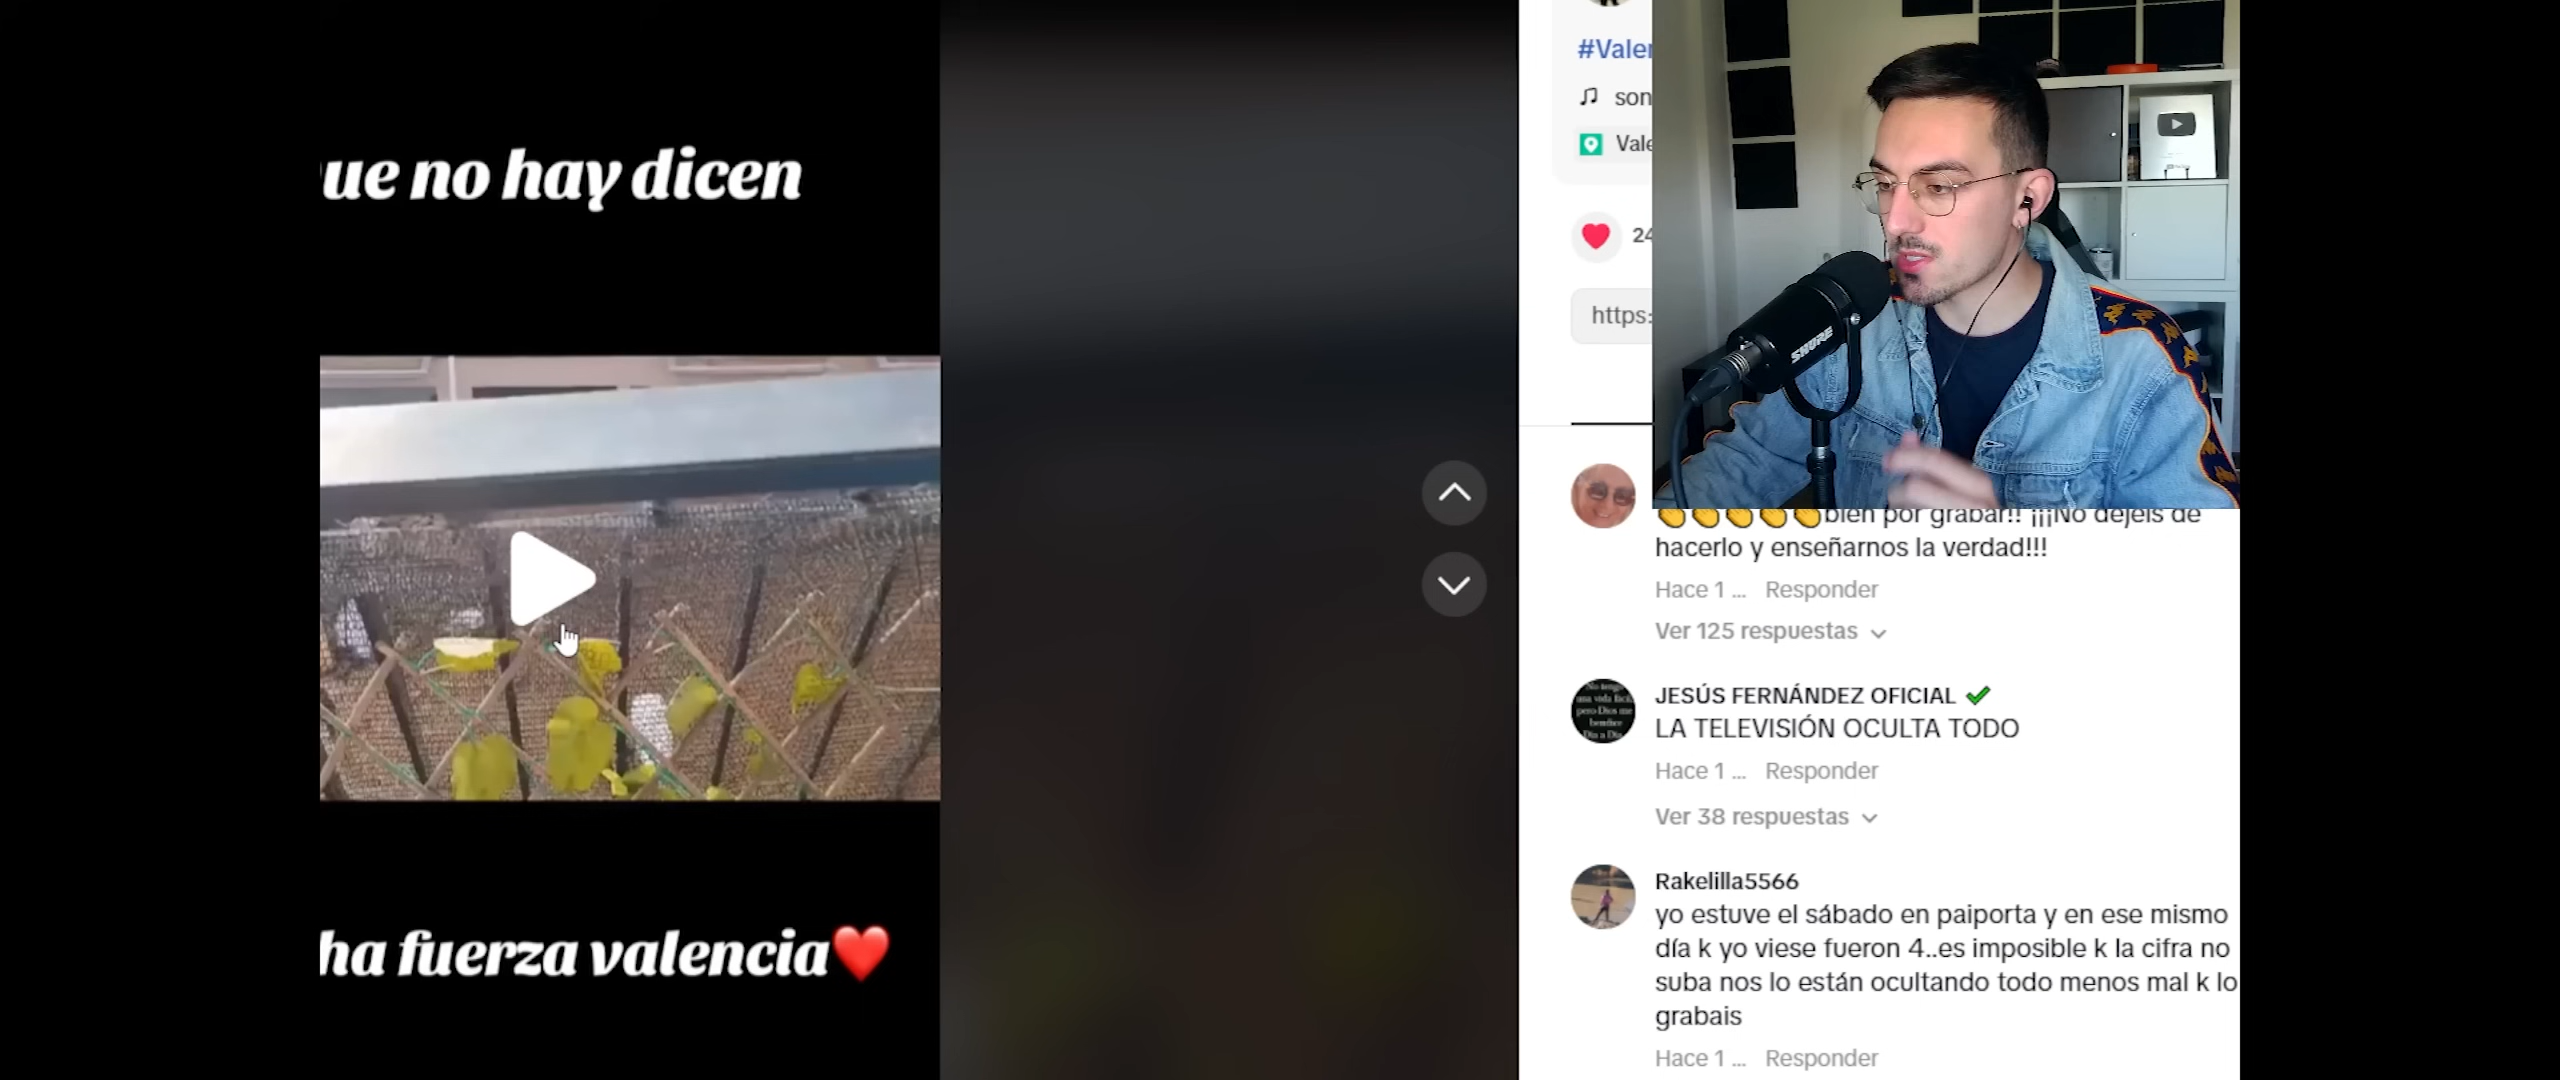 ue no hay dicen
ha fuerza valencia❤️
#Valen
son
Vale
24
https:
SHURE
👏👏👏👏👏bien por grabar!! ¡¡¡No dejéis de
hacerlo y enseñarnos la verdad!!!
Hace 1 ... Responder
Ver 125 respuestas
JESÚS FERNÁNDEZ OFICIAL ✔
LA TELEVISIÓN OCULTA TODO
Hace 1 ... Responder
Ver 38 respuestas
Rakelilla5566
yo estuve el sábado en paiporta y en ese mismo
día k yo viese fueron 4..es imposible k la cifra no
suba nos lo están ocultando todo menos mal k lo
grabais
Hace 1 ... Responder